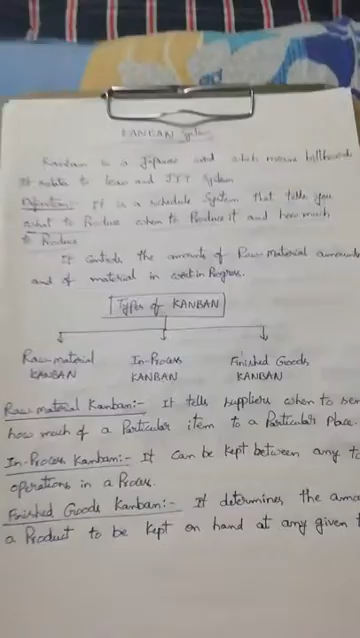 KANBAN System
Kanban is a Japanese word which means billboard
It relates to lean and JIT System
Definition:- It is a schedule System that tells you
what to Produce when to Produce it and how much
to Produce
It controls the amounts of Raw Material amounts
and of material in work in Progress.
Types of KANBAN
Raw material In-Process Finished Goods
KANBAN KANBAN KANBAN
Raw material Kanban:- It tells suppliers when to sen
how much of a Particular item to a Particular Place.
In-Process Kanban:- It can be kept between any to
operations in a Process.
Finished Goods Kanban:- It determines the amo
a Product to be kept on hand at any given t